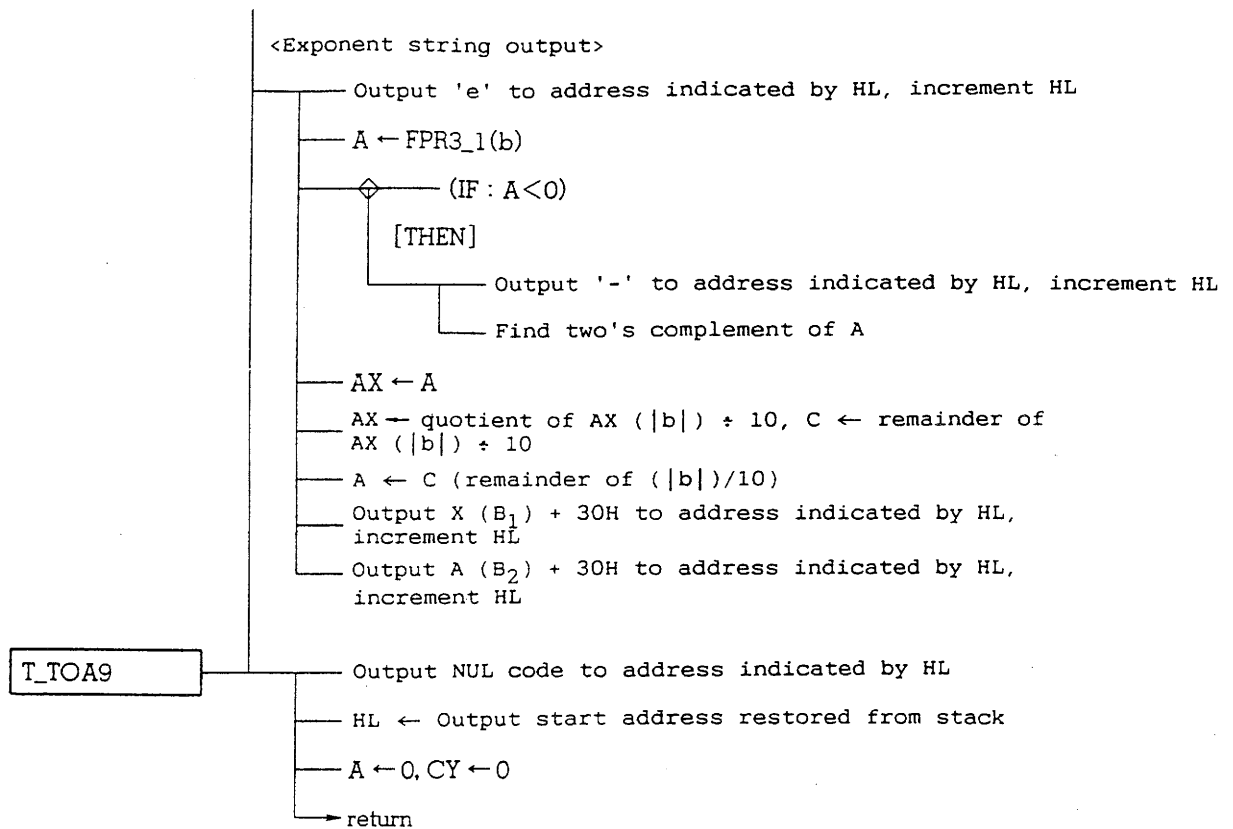 <Exponent string output>
Output 'e' to address indicated by HL, increment HL
A ← FPR3_1(b)
(IF : A<0)
[THEN]
Output '-' to address indicated by HL, increment HL
Find two's complement of A
AX ← A
AX ← quotient of AX (|b|) ÷ 10, C ← remainder of
AX (|b|) ÷ 10
A ← C (remainder of (|b|)/10)
Output X (B1) + 30H to address indicated by HL,
increment HL
Output A (B2) + 30H to address indicated by HL,
increment HL
T_TOA9
Output NUL code to address indicated by HL
HL ← Output start address restored from stack
A ← 0, CY ← 0
return